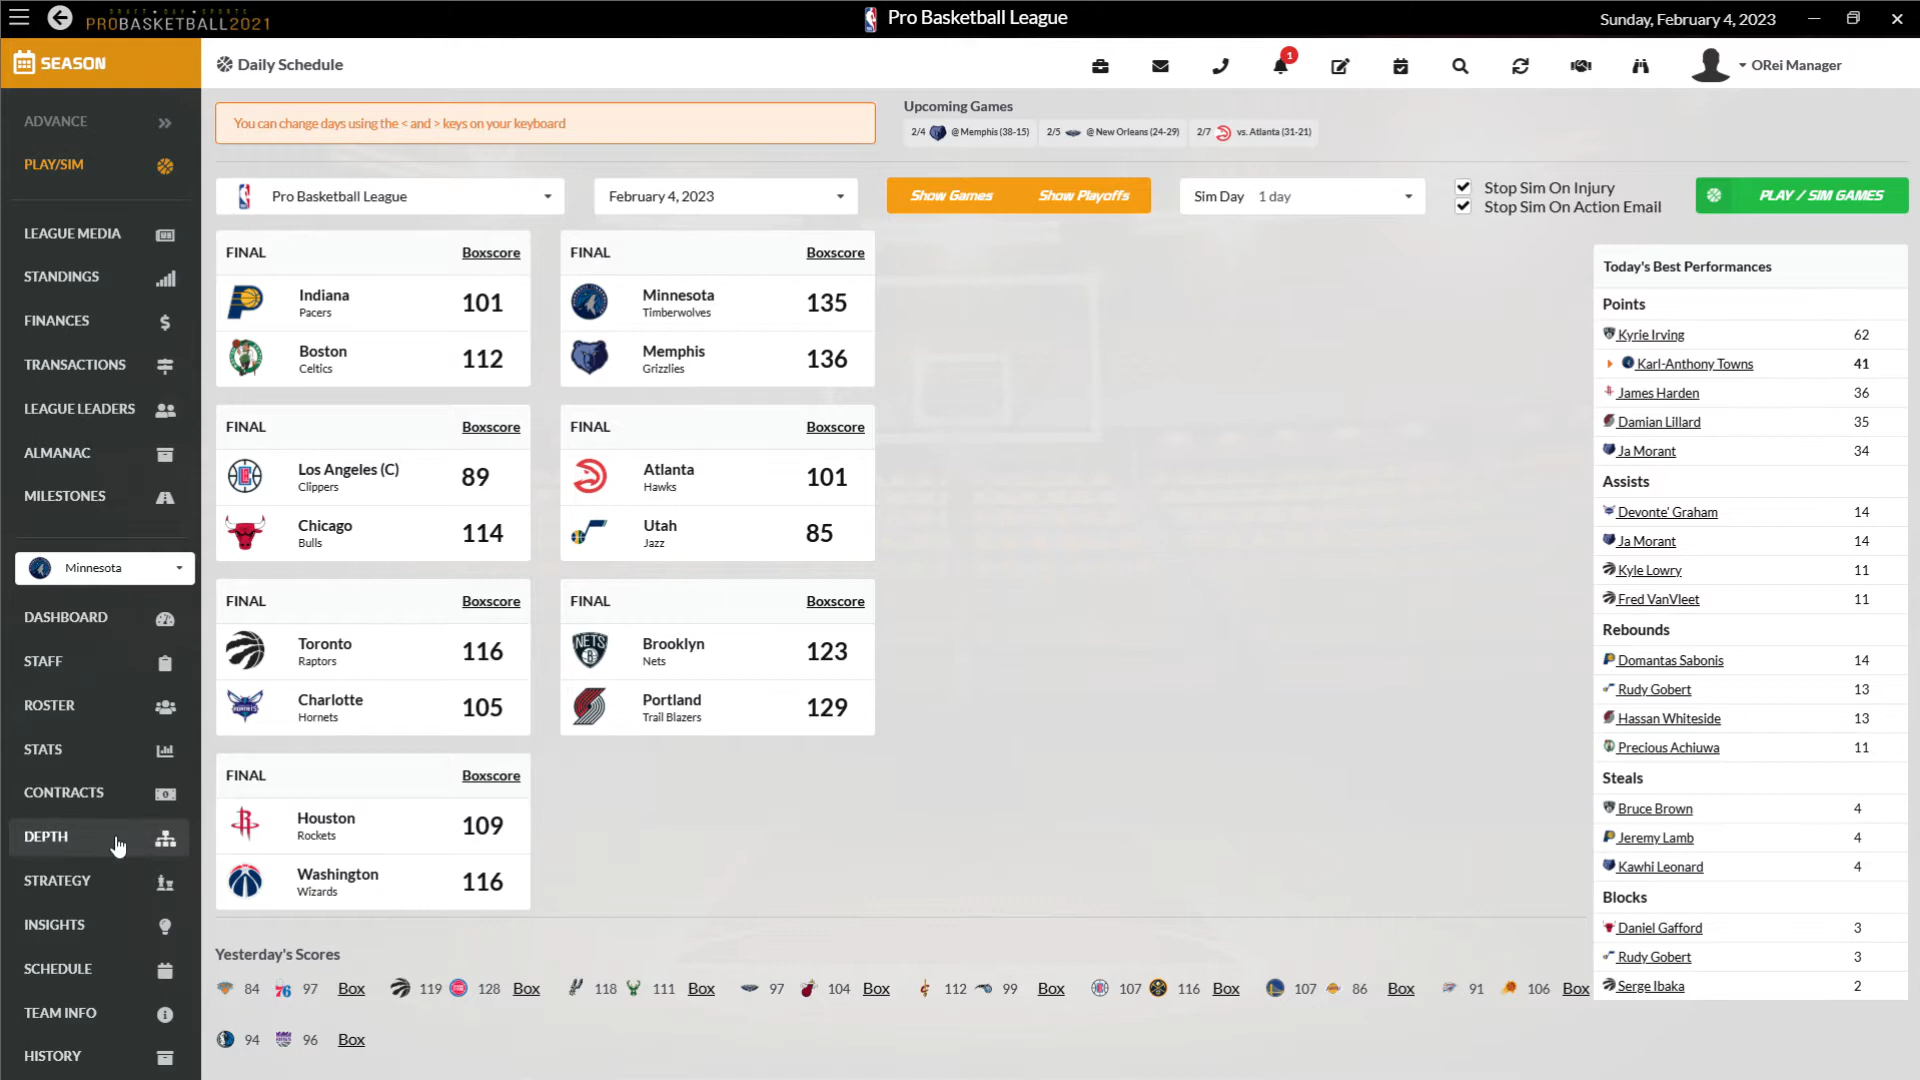 DRAFT · DAY · SPORTS
PROBASKETBALL2021
Pro Basketball League
Sunday, February 4, 2023
SEASON
Daily Schedule
1
ORei Manager
ADVANCE
PLAY/SIM
LEAGUE MEDIA
STANDINGS
FINANCES
TRANSACTIONS
LEAGUE LEADERS
ALMANAC
MILESTONES
Minnesota
DASHBOARD
STAFF
ROSTER
STATS
CONTRACTS
DEPTH
STRATEGY
INSIGHTS
SCHEDULE
TEAM INFO
HISTORY
You can change days using the < and > keys on your keyboard
Upcoming Games
2/4 @ Memphis (38-15) 2/5 @ New Orleans (24-29) 2/7 vs. Atlanta (31-21)
Pro Basketball League
February 4, 2023
Show Games Show Playoffs
Sim Day 1 day
Stop Sim On Injury
Stop Sim On Action Email
PLAY / SIM GAMES
FINAL Boxscore
Indiana
Pacers
101
Boston
Celtics
112
FINAL Boxscore
Minnesota
Timberwolves
135
Memphis
Grizzlies
136
FINAL Boxscore
Los Angeles (C)
Clippers
89
Chicago
Bulls
114
FINAL Boxscore
Atlanta
Hawks
101
Utah
Jazz
85
FINAL Boxscore
Toronto
Raptors
116
Charlotte
Hornets
105
FINAL Boxscore
Brooklyn
Nets
123
Portland
Trail Blazers
129
FINAL Boxscore
Houston
Rockets
109
Washington
Wizards
116
Today's Best Performances
Points
Kyrie Irving 62
Karl-Anthony Towns 41
James Harden 36
Damian Lillard 35
Ja Morant 34
Assists
Devonte' Graham 14
Ja Morant 14
Kyle Lowry 11
Fred VanVleet 11
Rebounds
Domantas Sabonis 14
Rudy Gobert 13
Hassan Whiteside 13
Precious Achiuwa 11
Steals
Bruce Brown 4
Jeremy Lamb 4
Kawhi Leonard 4
Blocks
Daniel Gafford 3
Rudy Gobert 3
Serge Ibaka 2
Yesterday's Scores
84 97 Box 119 128 Box 118 111 Box 97 104 Box 112 99 Box 107 116 Box 107 86 Box 91 106 Box
94 96 Box